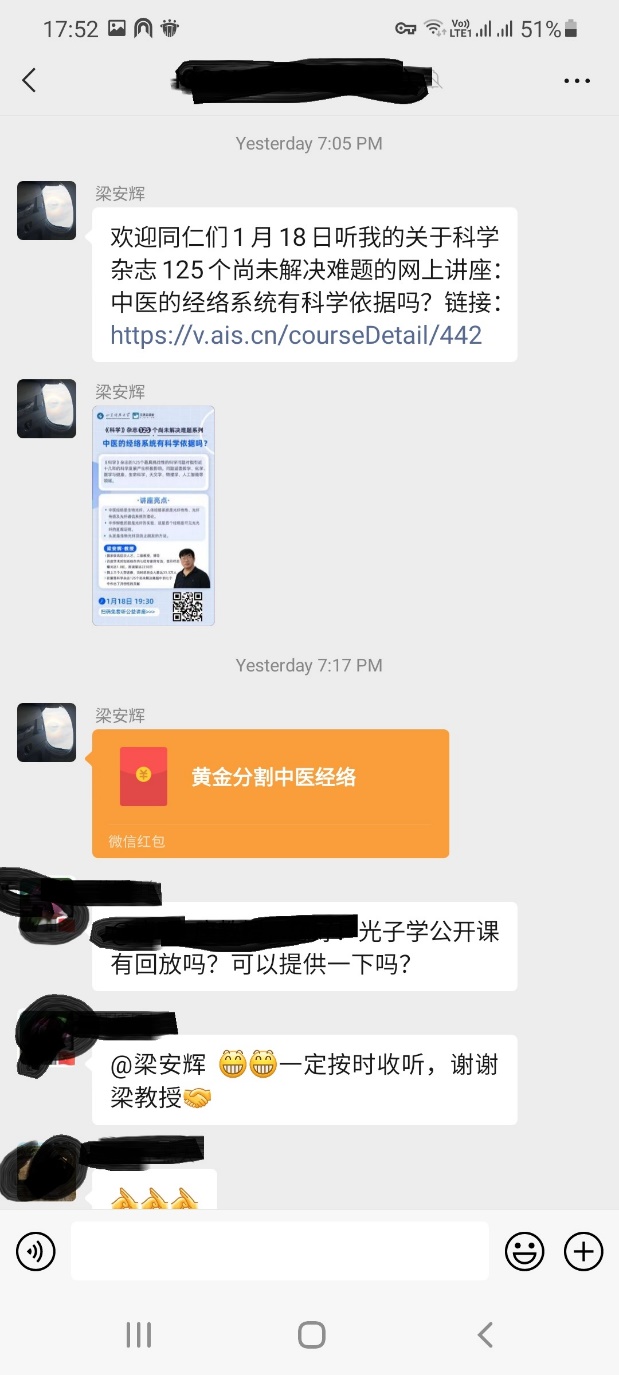 17:52
Vo))
LTE1
51%
Yesterday 7:05 PM
梁安辉
欢迎同仁们1月18日听我的关于科学
杂志125个尚未解决难题的网上讲座：
中医的经络系统有科学依据吗？链接：
https://v.ais.cn/courseDetail/442
梁安辉
《科学》杂志125个尚未解决难题系列
中医的经络系统有科学依据吗?
·讲座亮点·
1月18日 19:30
Yesterday 7:17 PM
梁安辉
黄金分割中医经络
微信红包
光子学公开课
有回放吗？可以提供一下吗？
@梁安辉 😁😁一定按时收听，谢谢
梁教授🤝